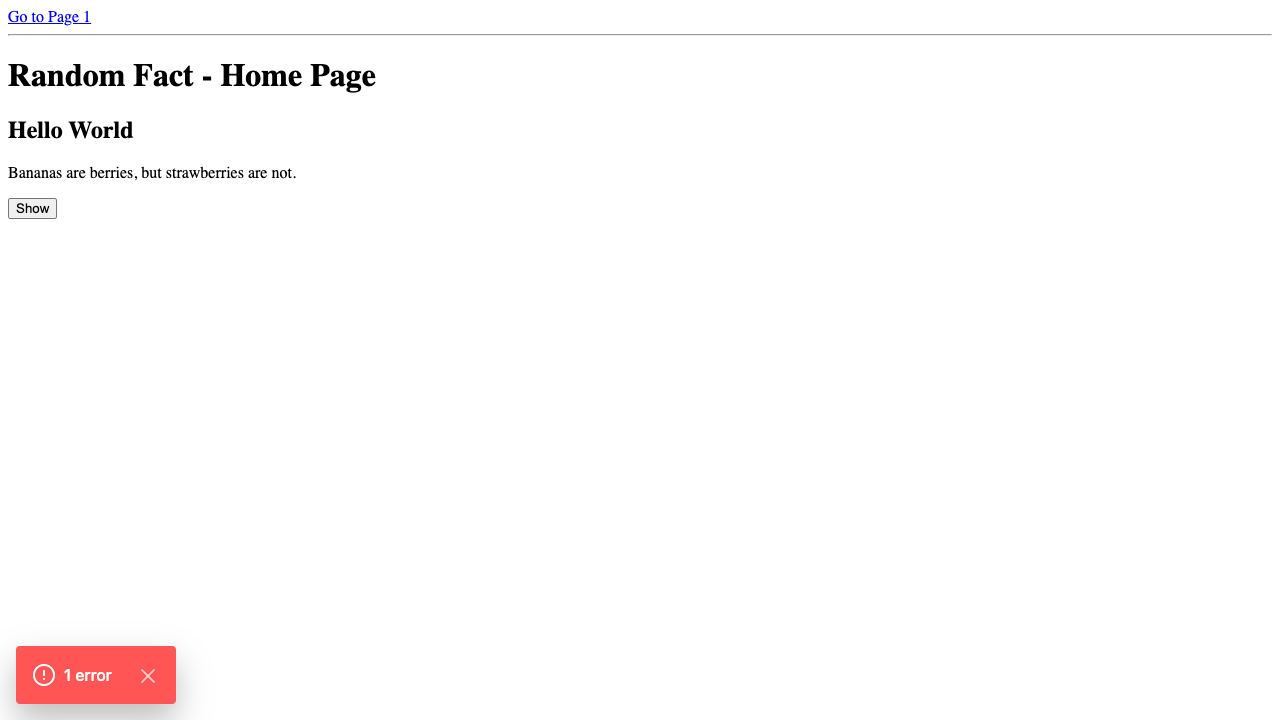 Go to Page 1
Random Fact - Home Page
Hello World
Bananas are berries, but strawberries are not.
Show
1 error